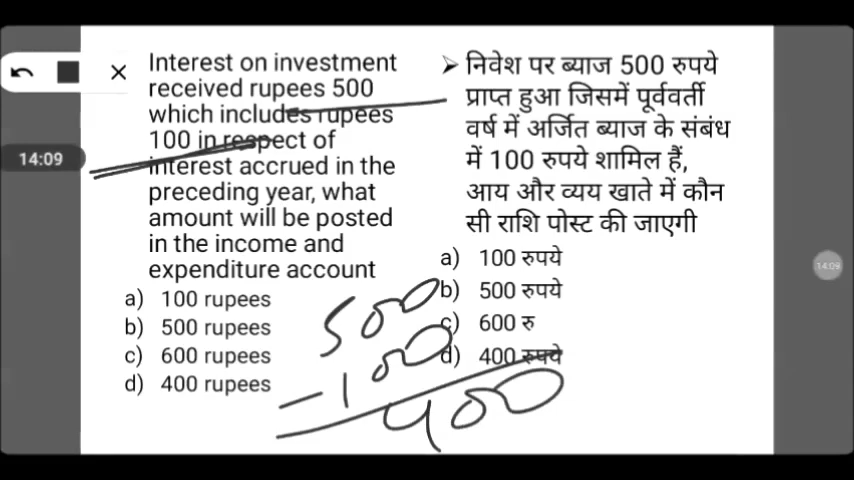 Interest on investment
received rupees 500
which includes rupees
100 in respect of
interest accrued in the
preceding year, what
amount will be posted
in the income and
expenditure account
a) 100 rupees
b) 500 rupees
c) 600 rupees
d) 400 rupees
➤ निवेश पर ब्याज 500 रुपये
प्राप्त हुआ जिसमें पूर्ववर्ती
वर्ष में अर्जित ब्याज के संबंध
में 100 रुपये शामिल हैं,
आय और व्यय खाते में कौन
सी राशि पोस्ट की जाएगी
a) 100 रुपये
b) 500 रुपये
c) 600 रु
d) 400 रुपये
500
-100
400
14:09
14:09